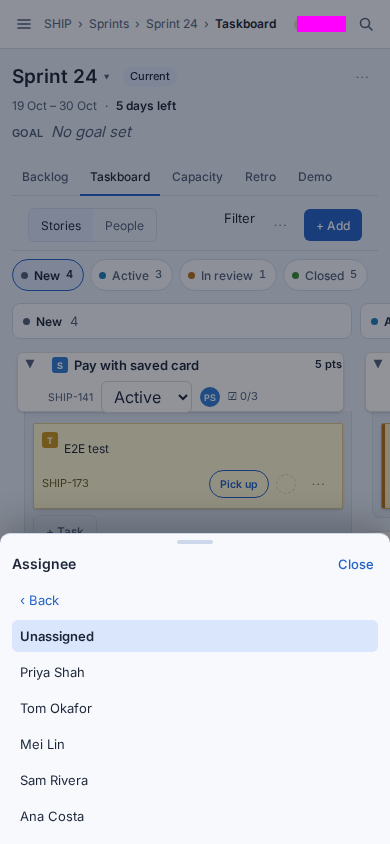 SHIP › Sprints › Sprint 24 › Taskboard
Sprint 24 ▾ Current ...
19 Oct – 30 Oct · 5 days left
GOAL No goal set
Backlog Taskboard Capacity Retro Demo
Stories People Filter ... + Add
New 4 Active 3 In review 1 Closed 5
New 4 A
S Pay with saved card 5 pts
SHIP-141 Active PS ☑ 0/3
T E2E test
SHIP-173 Pick up ...
+ Task
Assignee Close
‹ Back
Unassigned
Priya Shah
Tom Okafor
Mei Lin
Sam Rivera
Ana Costa